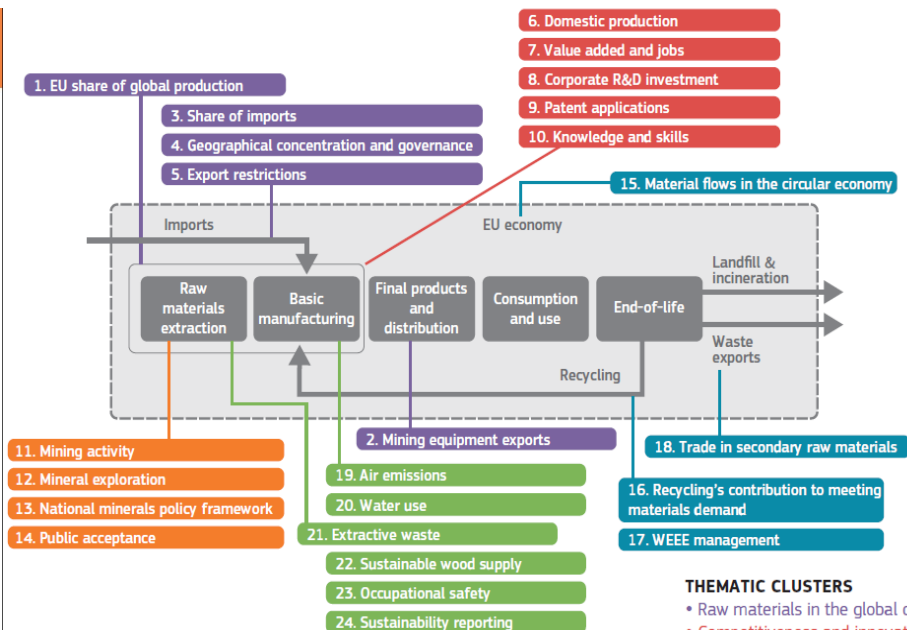 6. Domestic production
7. Value added and jobs
8. Corporate R&D investment
9. Patent applications
10. Knowledge and skills
1. EU share of global production
3. Share of imports
4. Geographical concentration and governance
5. Export restrictions
15. Material flows in the circular economy
Imports
EU economy
Raw
materials
extraction
Basic
manufacturing
Final products
and
distribution
Consumption
and use
End-of-life
Landfill &
incineration
Waste
exports
Recycling
2. Mining equipment exports
18. Trade in secondary raw materials
11. Mining activity
12. Mineral exploration
13. National minerals policy framework
14. Public acceptance
19. Air emissions
20. Water use
21. Extractive waste
22. Sustainable wood supply
23. Occupational safety
24. Sustainability reporting
16. Recycling's contribution to meeting
materials demand
17. WEEE management
THEMATIC CLUSTERS
• Raw materials in the global
• Competitiveness and